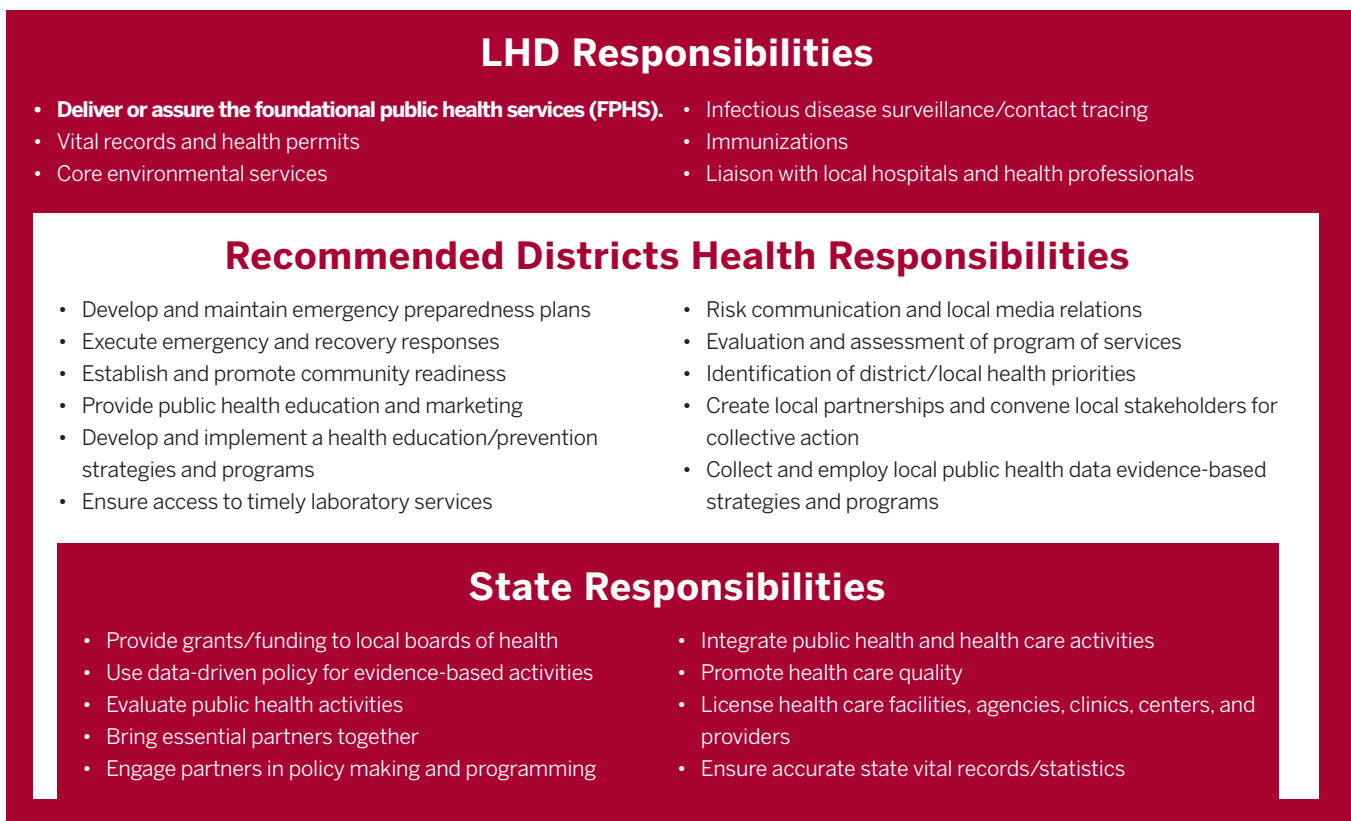 LHD Responsibilities
• Deliver or assure the foundational public health services (FPHS).
• Vital records and health permits
• Core environmental services
• Infectious disease surveillance/contact tracing
• Immunizations
• Liaison with local hospitals and health professionals
Recommended Districts Health Responsibilities
• Develop and maintain emergency preparedness plans
• Execute emergency and recovery responses
• Establish and promote community readiness
• Provide public health education and marketing
• Develop and implement a health education/prevention
strategies and programs
• Ensure access to timely laboratory services
• Risk communication and local media relations
• Evaluation and assessment of program of services
• Identification of district/local health priorities
• Create local partnerships and convene local stakeholders for
collective action
• Collect and employ local public health data evidence-based
strategies and programs
State Responsibilities
• Provide grants/funding to local boards of health
• Use data-driven policy for evidence-based activities
• Evaluate public health activities
• Bring essential partners together
• Engage partners in policy making and programming
• Integrate public health and health care activities
• Promote health care quality
• License health care facilities, agencies, clinics, centers, and
providers
• Ensure accurate state vital records/statistics